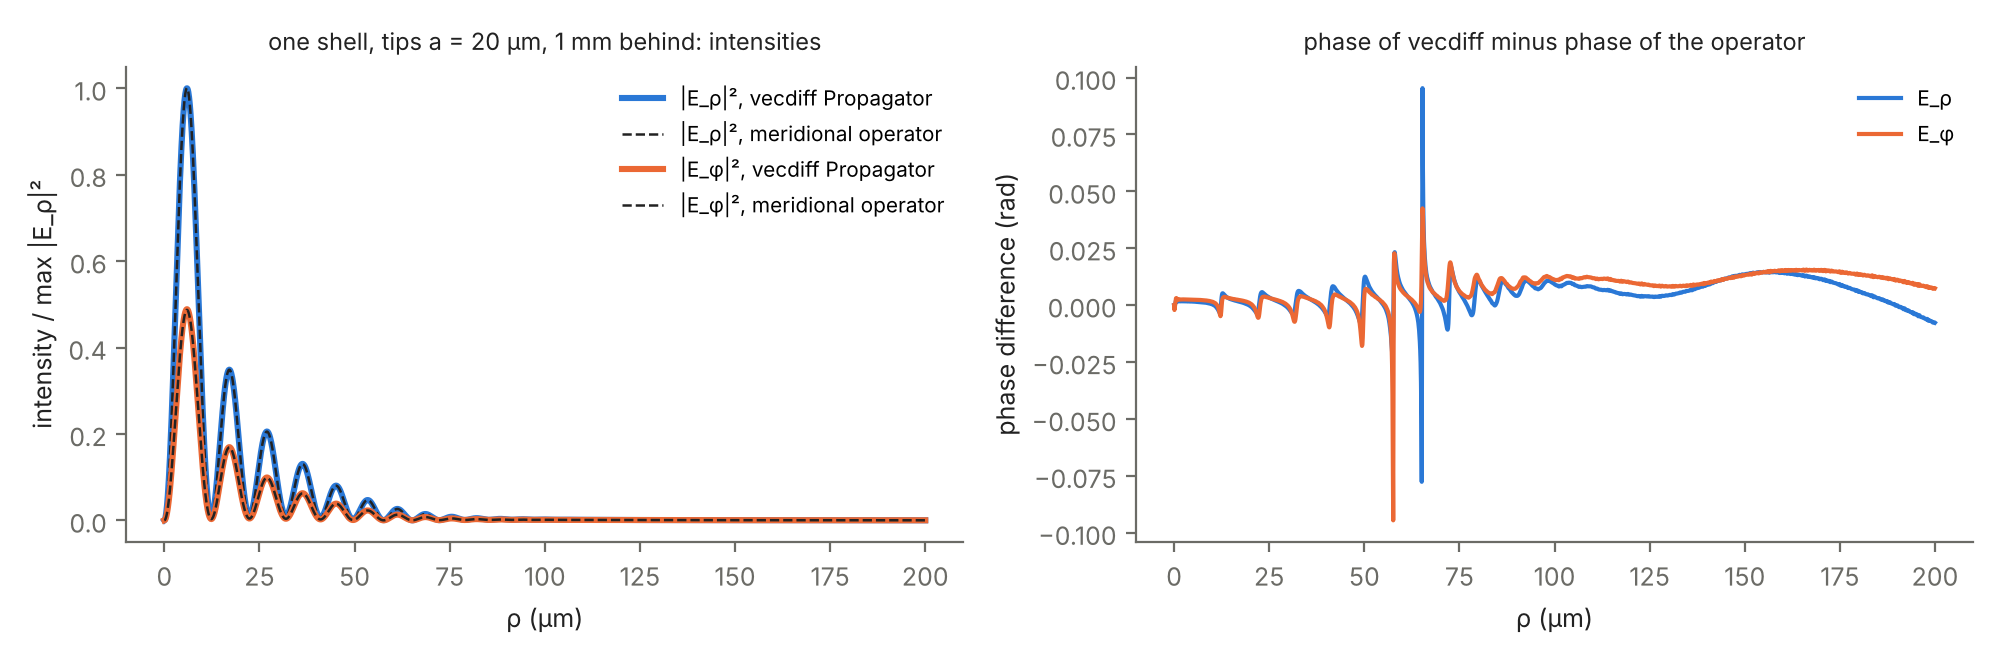 one shell, tips a = 20 µm, 1 mm behind: intensities
intensity / max |E_ρ|²
1.0
0.8
0.6
0.4
0.2
0.0
|E_ρ|², vecdiff Propagator
|E_ρ|², meridional operator
|E_φ|², vecdiff Propagator
|E_φ|², meridional operator
0 25 50 75 100 125 150 175 200
ρ (µm)
phase of vecdiff minus phase of the operator
phase difference (rad)
0.100
0.075
0.050
0.025
0.000
−0.025
−0.050
−0.075
−0.100
E_ρ
E_φ
0 25 50 75 100 125 150 175 200
ρ (µm)